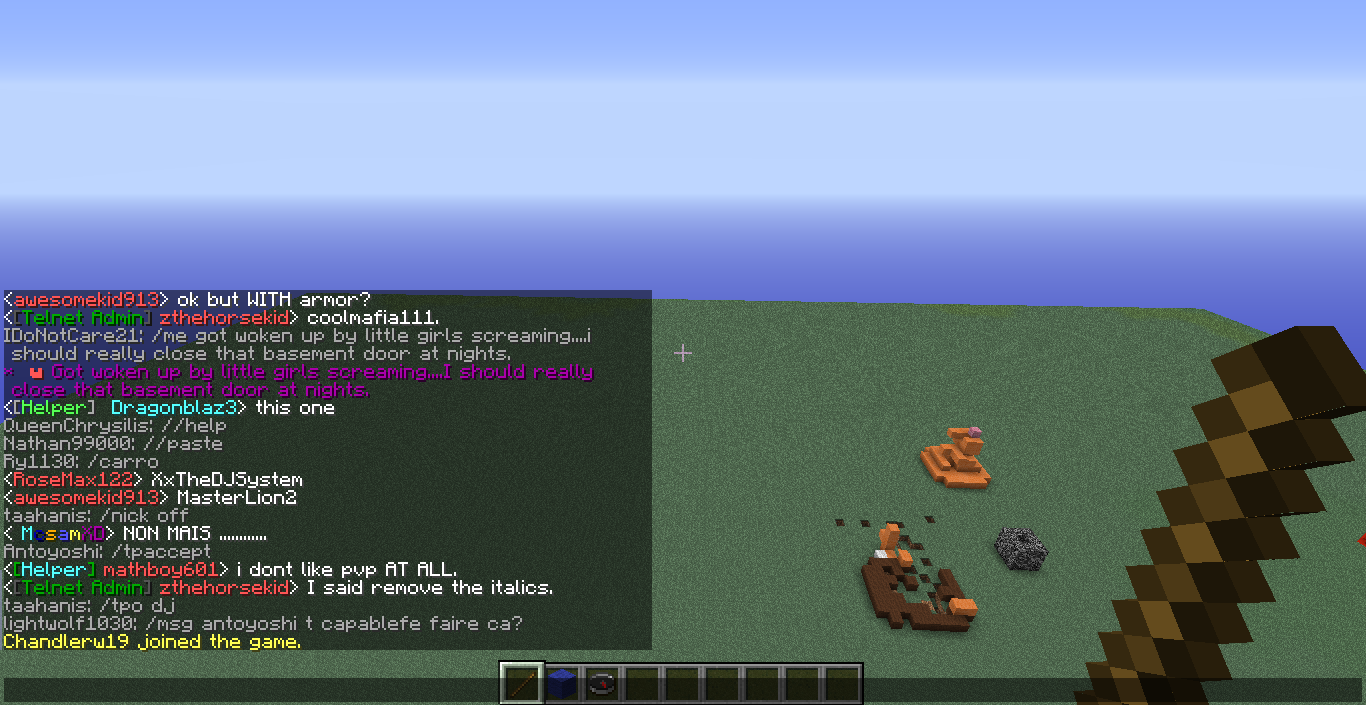 <awesomekid913> ok but WITH armor?
<[Telnet Admin] zthehorsekid> coolmafia111.
IDoNotCare21: /me got woken up by little girls screaming....i
should really close that basement door at nights.
* Got woken up by little girls screaming....I should really
close that basement door at nights.
<[Helper] Dragonblaz3> this one
QueenChrysilis: //help
Nathan99000: //paste
Ry1130: /carro
<RoseMax122> XxTheDJSystem
<awesomekid913> MasterLion2
taahanis: /nick off
< McsamXD> NON MAIS ...........
Antoyoshi: /tpaccept
<[Helper] mathboy601> i dont like pvp AT ALL.
<[Telnet Admin] zthehorsekid> I said remove the italics.
taahanis: /tpo dj
lightwolf1030: /msg antoyoshi t capablefe faire ca?
Chandlerw19 joined the game.